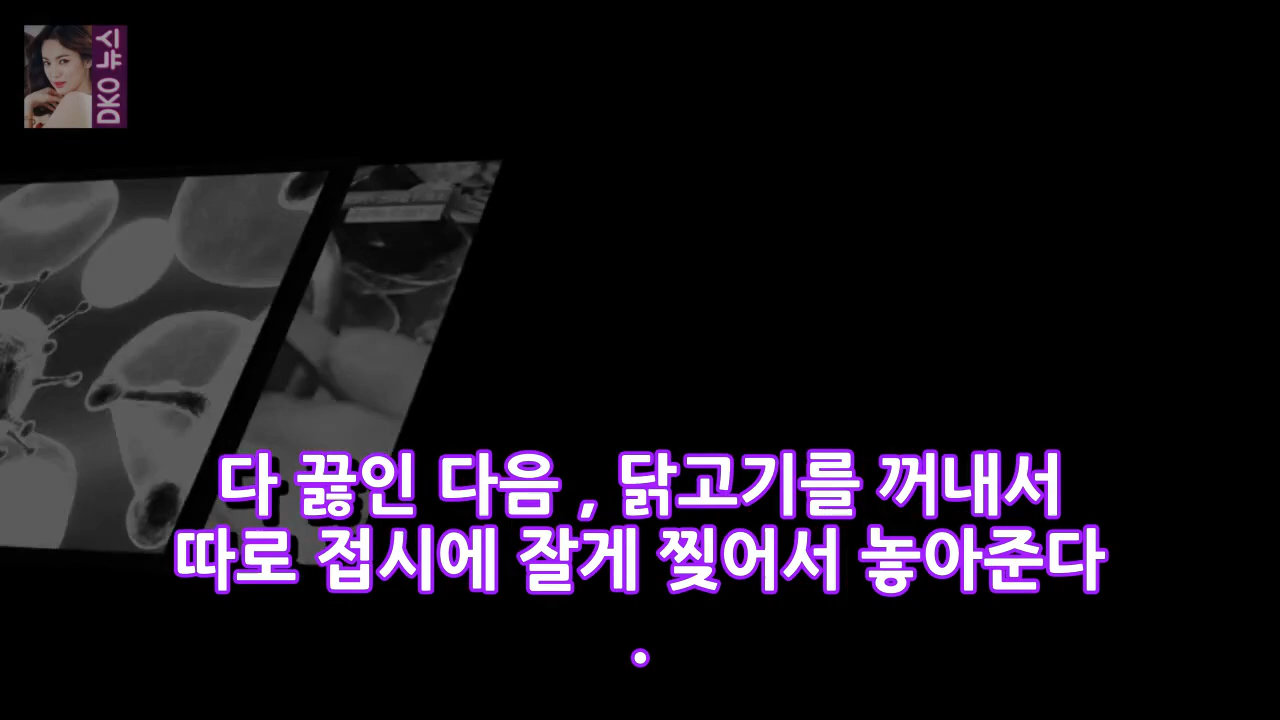 DKO 뉴스
다 끓인 다음 , 닭고기를 꺼내서
따로 접시에 잘게 찢어서 놓아준다
.